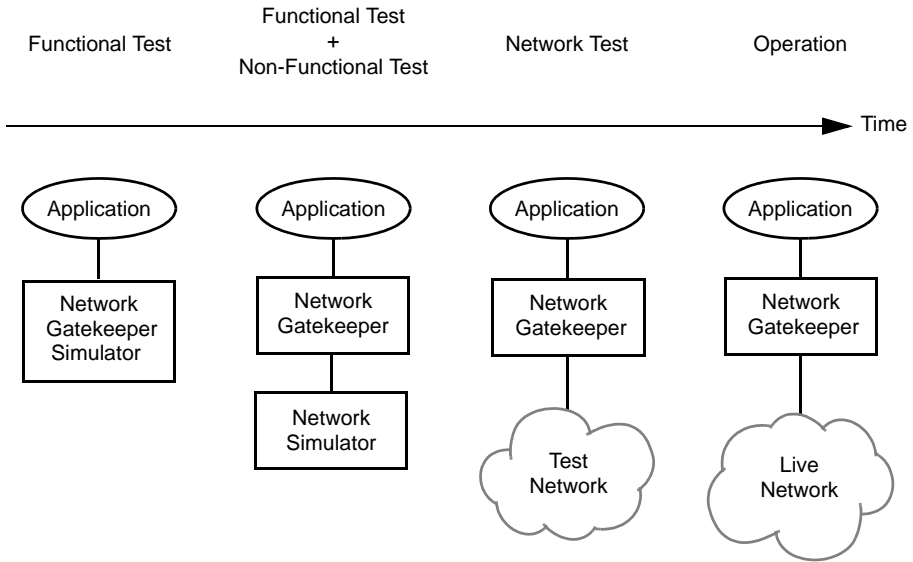 Functional Test
Functional Test
+
Non-Functional Test
Network Test
Operation
Time
Application
Network
Gatekeeper
Simulator
Application
Network
Gatekeeper
Network
Simulator
Application
Network
Gatekeeper
Test
Network
Application
Network
Gatekeeper
Live
Network